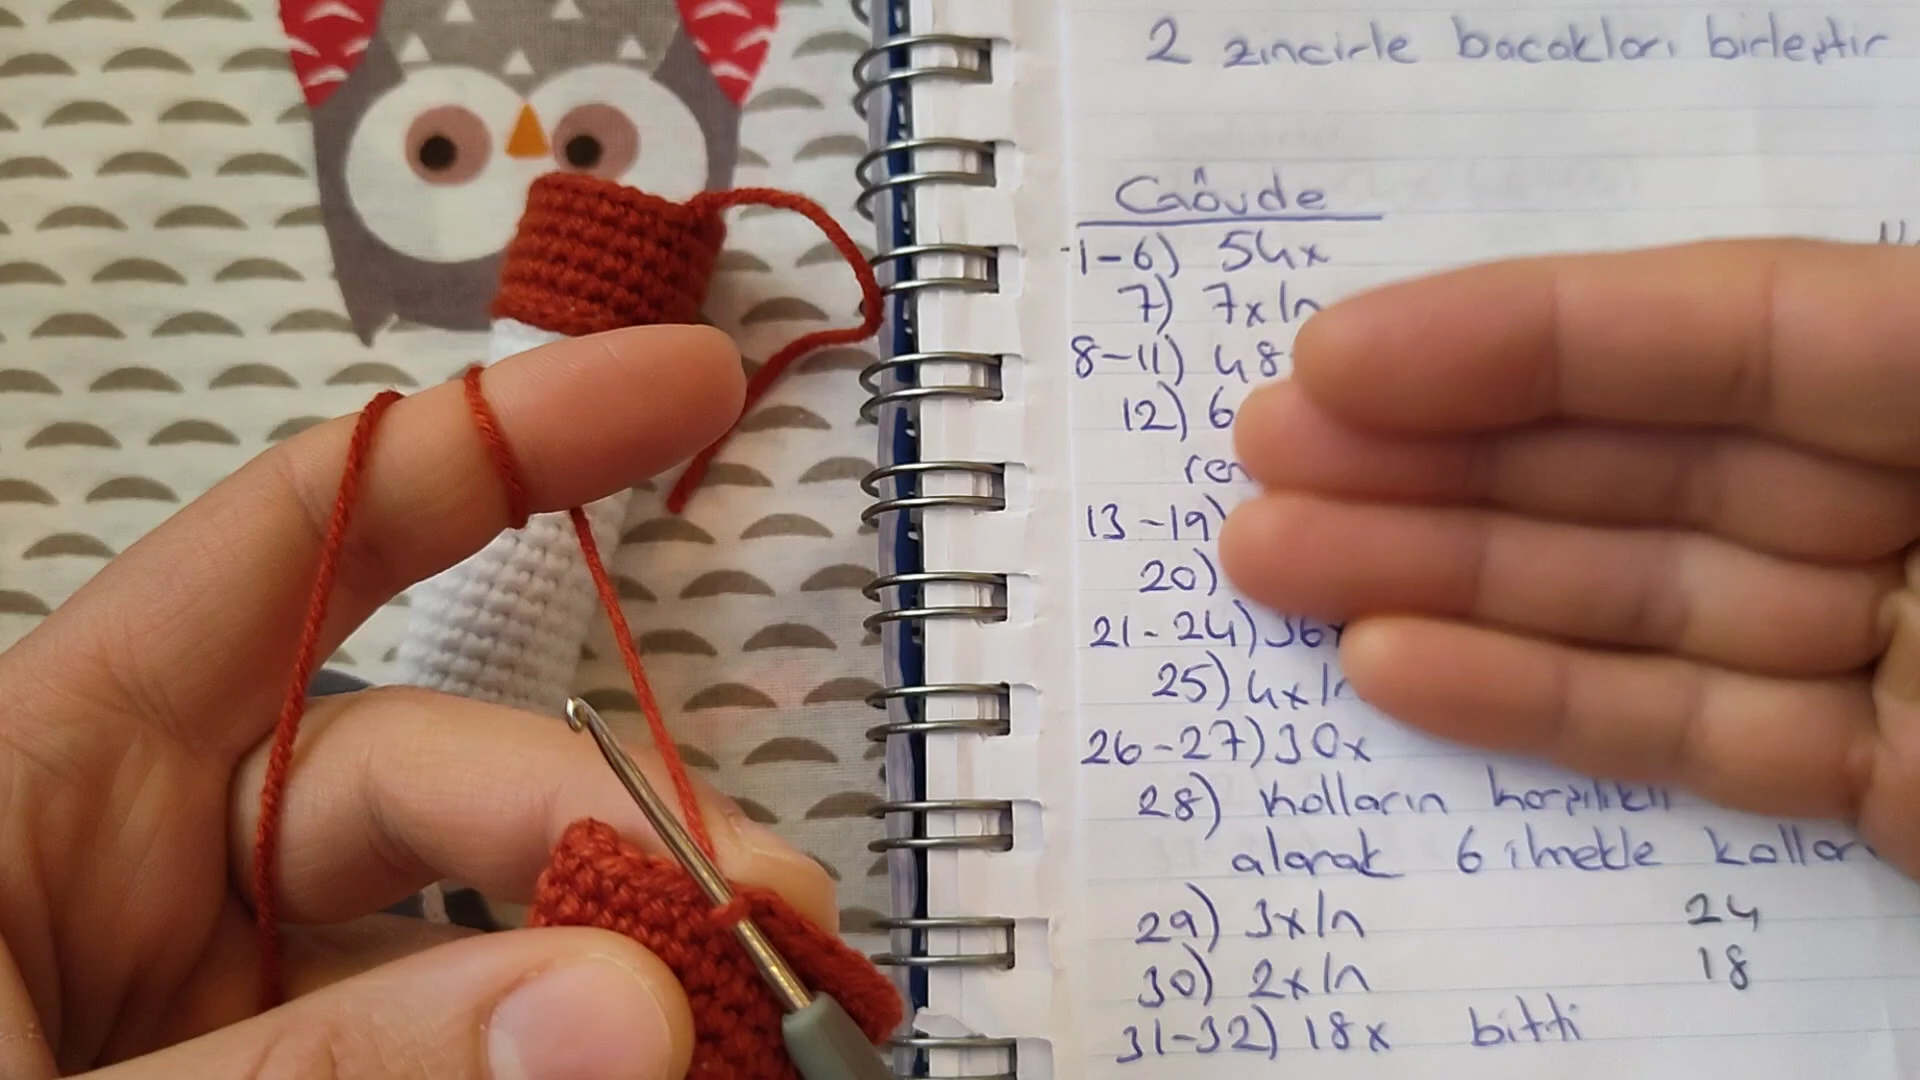 2 zincirle bacakları birleştir
Gövde
1-6) 54x
7) 7x1n
8-11) 48
12) 6
13-19)
20)
21-24) 36x
25) 4x1n
26-27) 30x
28) Kolların karşılıklı
alarak 6 ilmekle kollar
29) 3x1n 24
30) 2x1n 18
31-32) 18x bitti